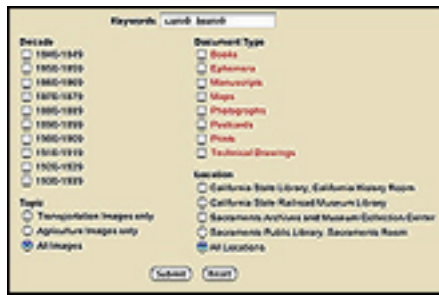 Keywords
Decade
1850-1859
1860-1869
1870-1879
1880-1889
1890-1899
1900-1909
1910-1919
1920-1929
1930-1939
Topic
Transportation Images only
Agriculture Images only
All Images
Document Type
Books
Ephemera
Manuscripts
Maps
Photographs
Postcards
Prints
Technical Drawings
Location
California State Library, California History Room
California State Railroad Museum Library
Sacramento Archives and Museum Collection Center
Sacramento Public Library, Sacramento Room
All Locations
Submit
Reset